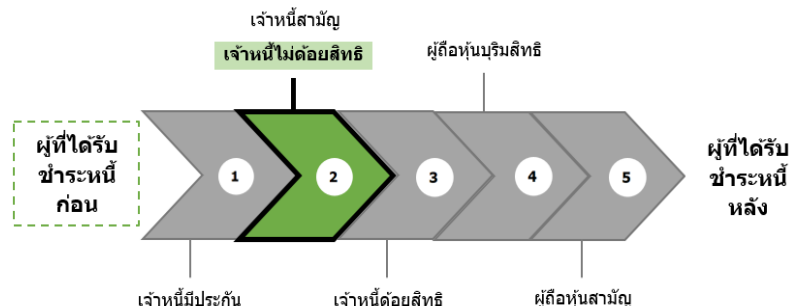 เจ้าหนี้สามัญ
เจ้าหนี้ไม่ด้อยสิทธิ
ผู้ถือหุ้นบุริมสิทธิ
ผู้ที่ได้รับ
ชำระหนี้
ก่อน
1
2
3
4
5
ผู้ที่ได้รับ
ชำระหนี้
หลัง
เจ้าหนี้มีประกัน
เจ้าหนี้ด้อยสิทธิ
ผู้ถือหุ้นสามัญ